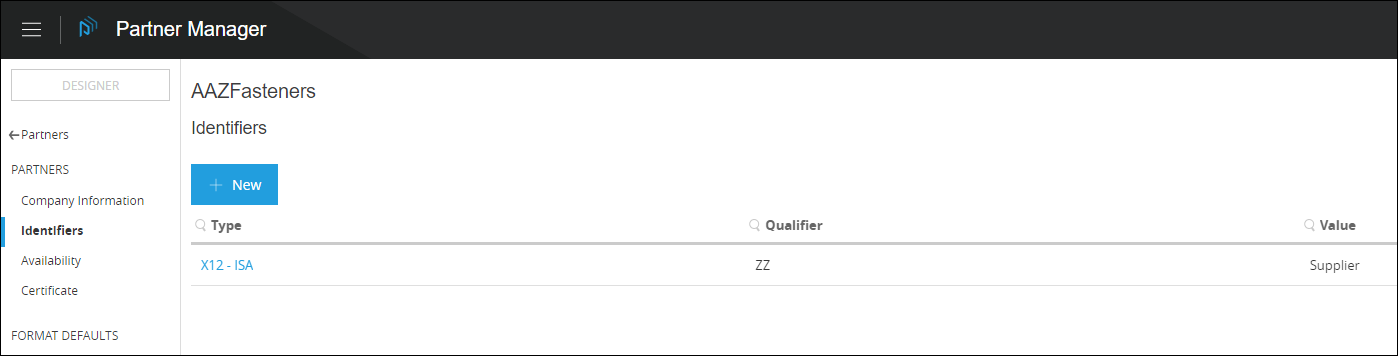 Partner Manager
DESIGNER
Partners
PARTNERS
Company Information
Identifiers
Availability
Certificate
FORMAT DEFAULTS
AAZFasteners
Identifiers
New
Type Qualifier Value
X12 - ISA ZZ Supplier